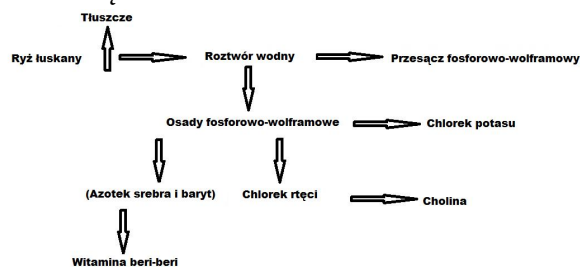 Tłuszcze
Ryż łuskany Roztwór wodny Przesącz fosforowo-wolframowy
Osady fosforowo-wolframowe Chlorek potasu
(Azotek srebra i baryt) Chlorek rtęci Cholina
Witamina beri-beri